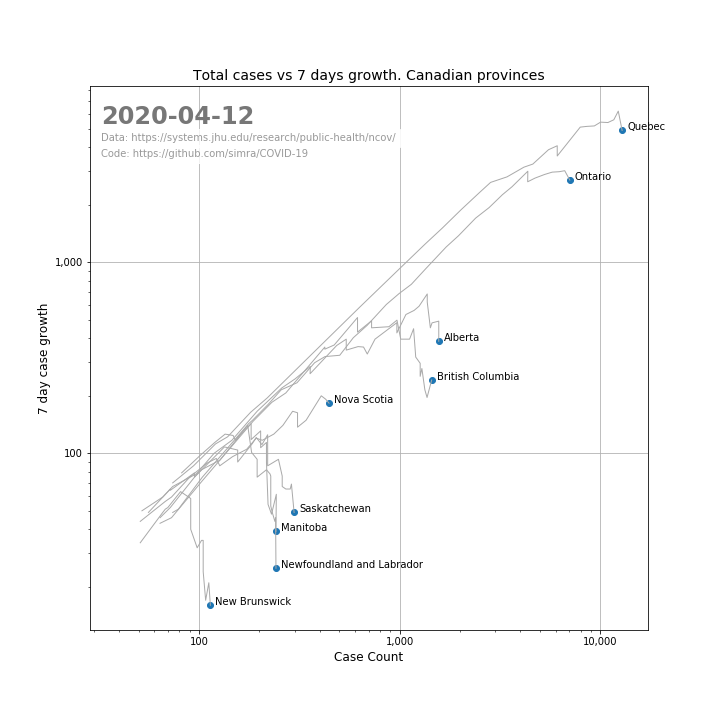 Total cases vs 7 days growth. Canadian provinces
2020-04-12
Data: https://systems.jhu.edu/research/public-health/ncov/
Code: https://github.com/simra/COVID-19
Quebec
Ontario
1,000
Alberta
British Columbia
Nova Scotia
100
Saskatchewan
Manitoba
Newfoundland and Labrador
New Brunswick
7 day case growth
100
1,000
10,000
Case Count